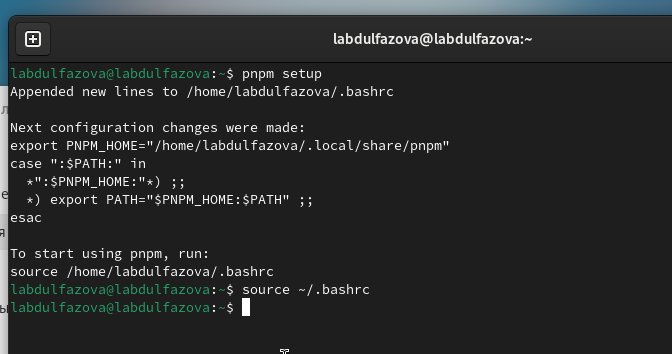 labdulfazova@labdulfazova:~
labdulfazova@labdulfazova:~$ pnpm setup
Appended new lines to /home/labdulfazova/.bashrc

Next configuration changes were made:
export PNPM_HOME="/home/labdulfazova/.local/share/pnpm"
case ":$PATH:" in
  *":$PNPM_HOME:"*) ;;
  *) export PATH="$PNPM_HOME:$PATH" ;;
esac

To start using pnpm, run:
source /home/labdulfazova/.bashrc
labdulfazova@labdulfazova:~$ source ~/.bashrc
labdulfazova@labdulfazova:~$